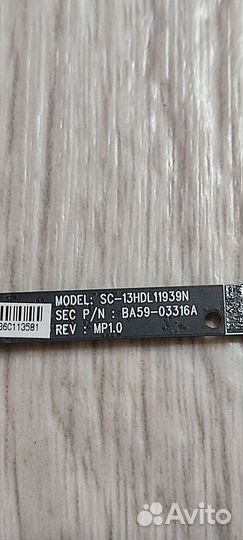 MODEL: SC-13HDL11939N
SEC P/N : BA59-03316A
REV : MP1.0
36C113581
Avito